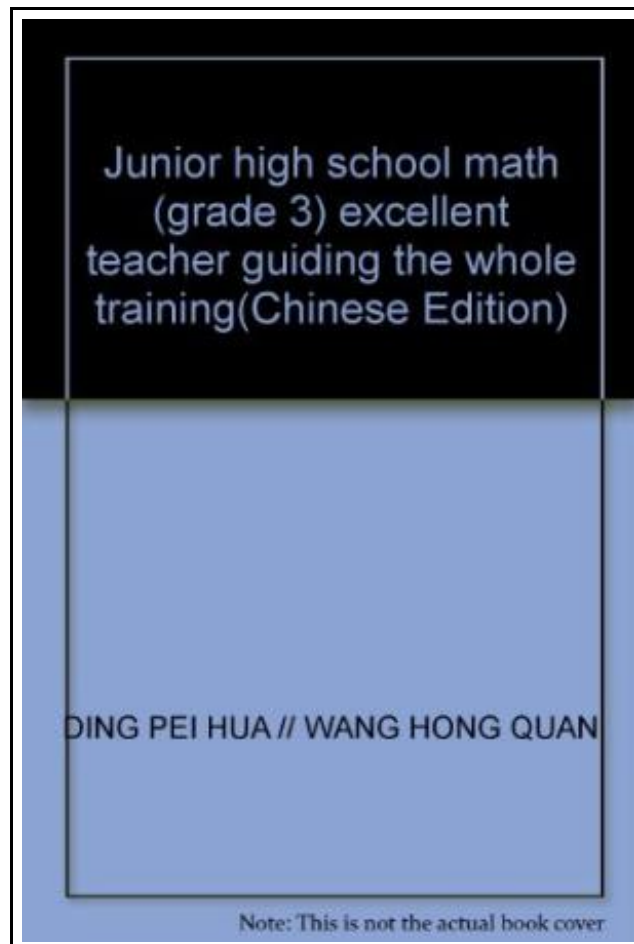 Junior high school math
(grade 3) excellent
teacher guiding the whole
training(Chinese Edition)
DING PEI HUA // WANG HONG QUAN
Note: This is not the actual book cover